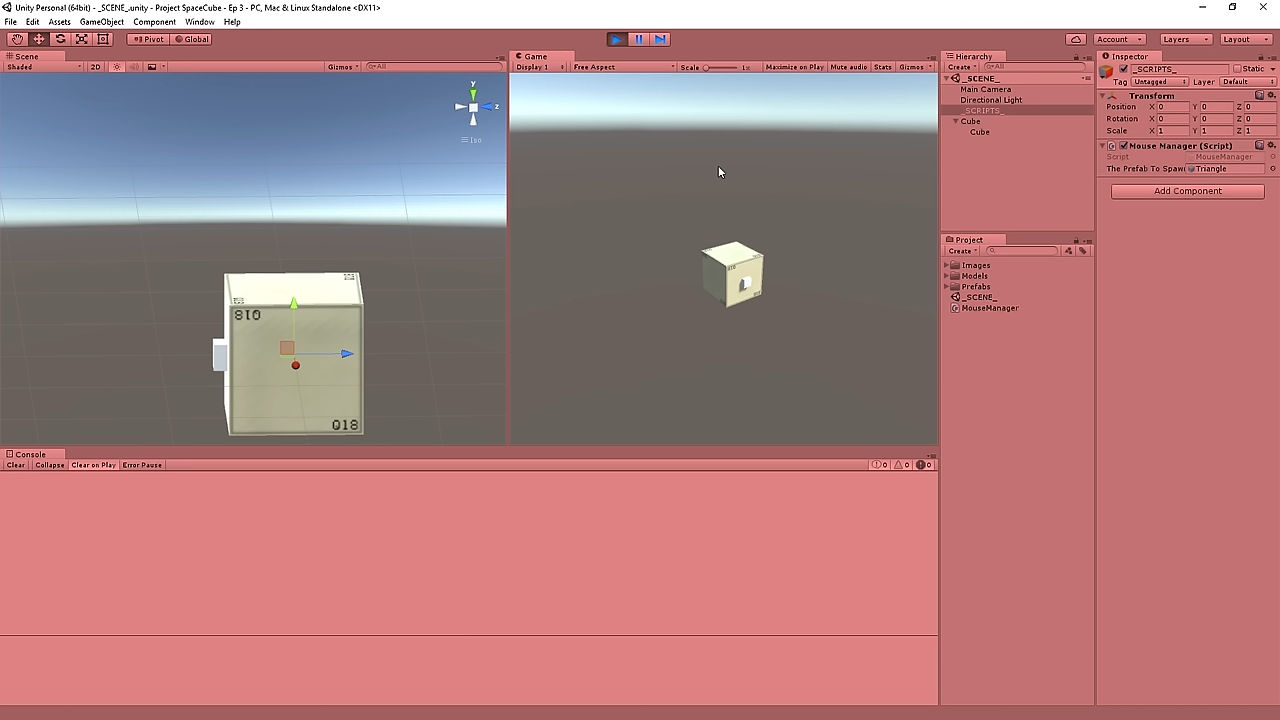 Unity Personal (64bit) - _SCENE_.unity - Project SpaceCube - Ep 3 - PC, Mac & Linux Standalone <DX11>
File Edit Assets GameObject Component Window Help
Pivot Global Account Layers Layout
Scene
Shaded 2D Gizmos All
y
z
Iso
810
018
Game
Display 1 Free Aspect Scale 1x Maximize on Play Mute audio Stats Gizmos
Hierarchy
Create All
_SCENE_
Main Camera
Directional Light
_SCRIPTS_
Cube
Cube
Project
Create
Images
Models
Prefabs
_SCENE_
MouseManager
Inspector
_SCRIPTS_ Static
Tag Untagged Layer Default
Transform
Position X 0 Y 0 Z 0
Rotation X 0 Y 0 Z 0
Scale X 1 Y 1 Z 1
Mouse Manager (Script)
Script MouseManager
The Prefab To Spaw Triangle
Add Component
Console
Clear Collapse Clear on Play Error Pause 0 0 0